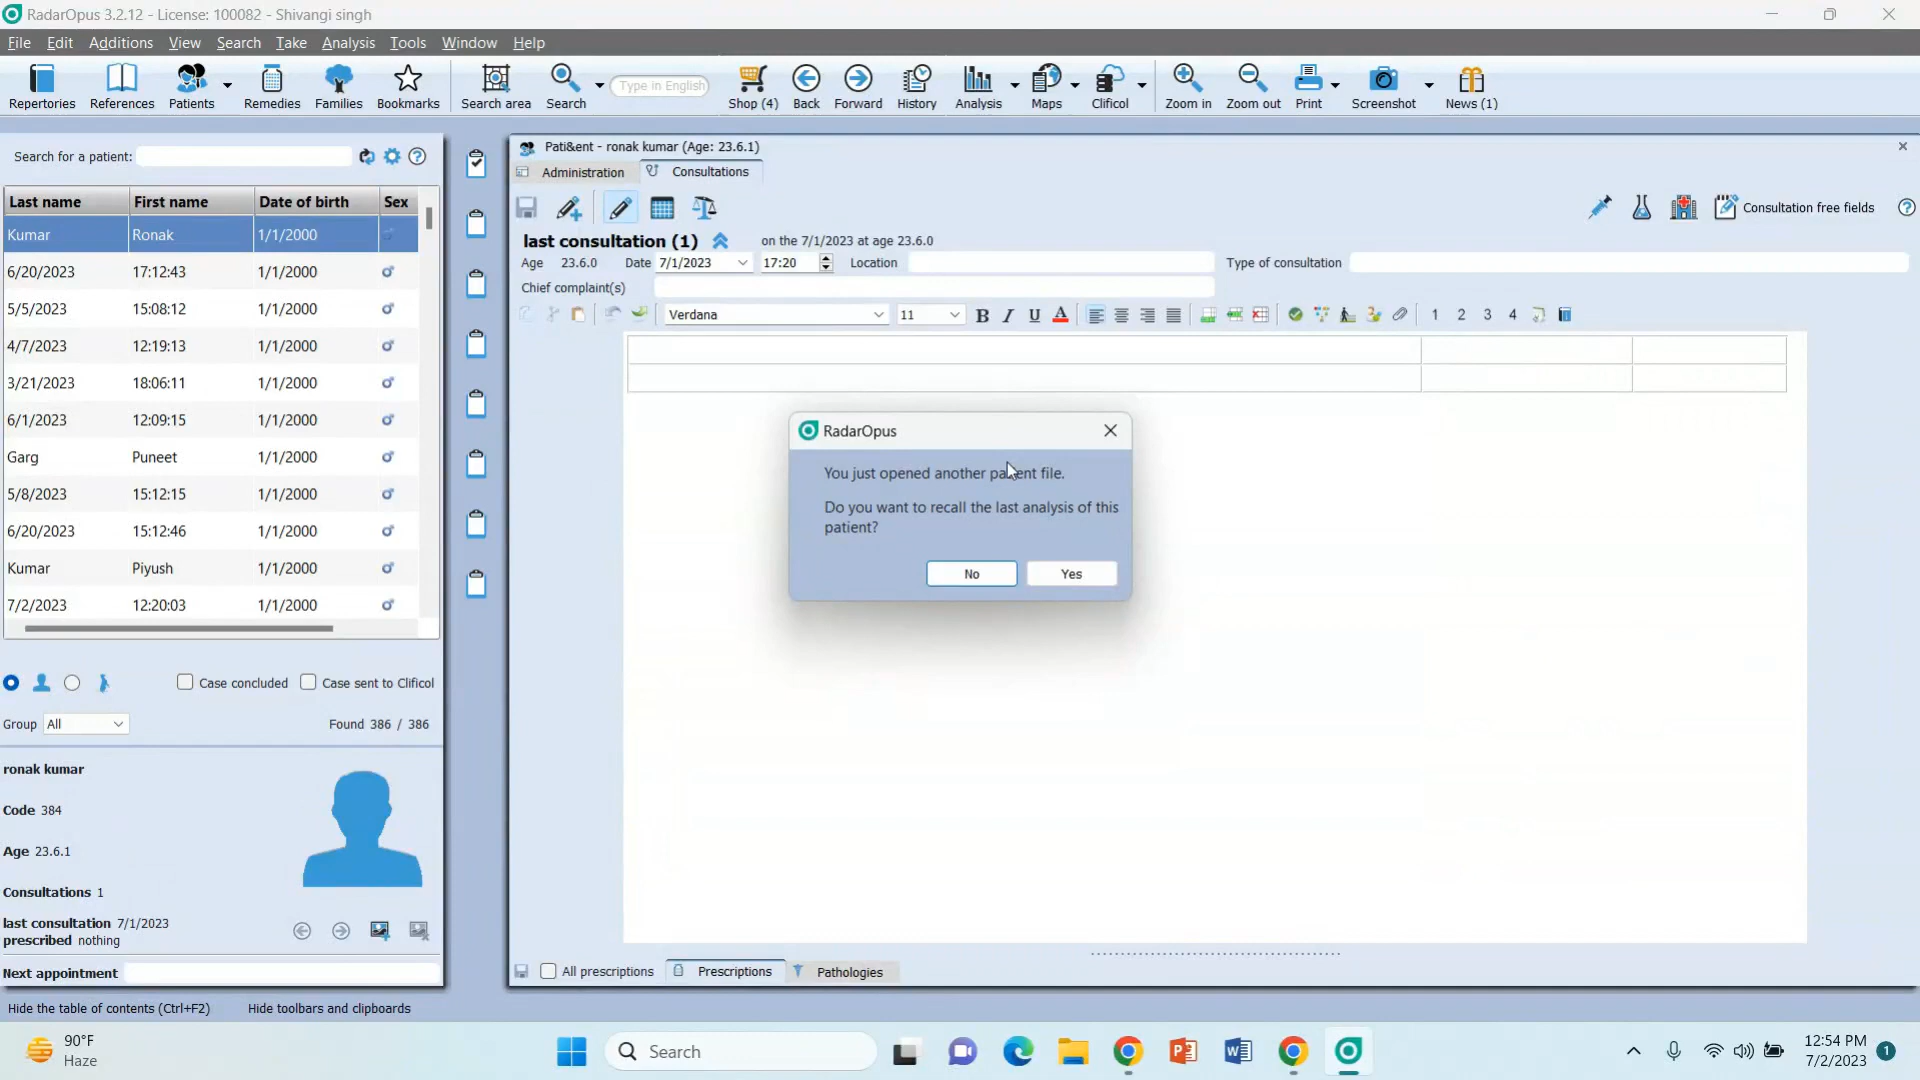 RadarOpus 3.2.12 - License: 100082 - Shivangi singh
File Edit Additions View Search Take Analysis Tools Window Help
Repertories References Patients Remedies Families Bookmarks Search area Search Type in English Shop (4) Back Forward History Analysis Maps Clificol Zoom in Zoom out Print Screenshot News (1)
Search for a patient:
Last name First name Date of birth Sex
Kumar Ronak 1/1/2000
6/20/2023 17:12:43 1/1/2000
5/5/2023 15:08:12 1/1/2000
4/7/2023 12:19:13 1/1/2000
3/21/2023 18:06:11 1/1/2000
6/1/2023 12:09:15 1/1/2000
Garg Puneet 1/1/2000
5/8/2023 15:12:15 1/1/2000
6/20/2023 15:12:46 1/1/2000
Kumar Piyush 1/1/2000
7/2/2023 12:20:03 1/1/2000
Case concluded Case sent to Clificol
Group All Found 386 / 386
ronak kumar
Code 384
Age 23.6.1
Consultations 1
last consultation 7/1/2023
prescribed nothing
Next appointment
Pati&ent - ronak kumar (Age: 23.6.1)
Administration Consultations
Consultation free fields
last consultation (1) on the 7/1/2023 at age 23.6.0
Age 23.6.0 Date 7/1/2023 17:20 Location Type of consultation
Chief complaint(s)
Verdana 11 B I U A 1 2 3 4
RadarOpus
You just opened another patient file.
Do you want to recall the last analysis of this
patient?
No Yes
All prescriptions Prescriptions Pathologies
Hide the table of contents (Ctrl+F2) Hide toolbars and clipboards
90°F
Haze
Search
12:54 PM
7/2/2023
1